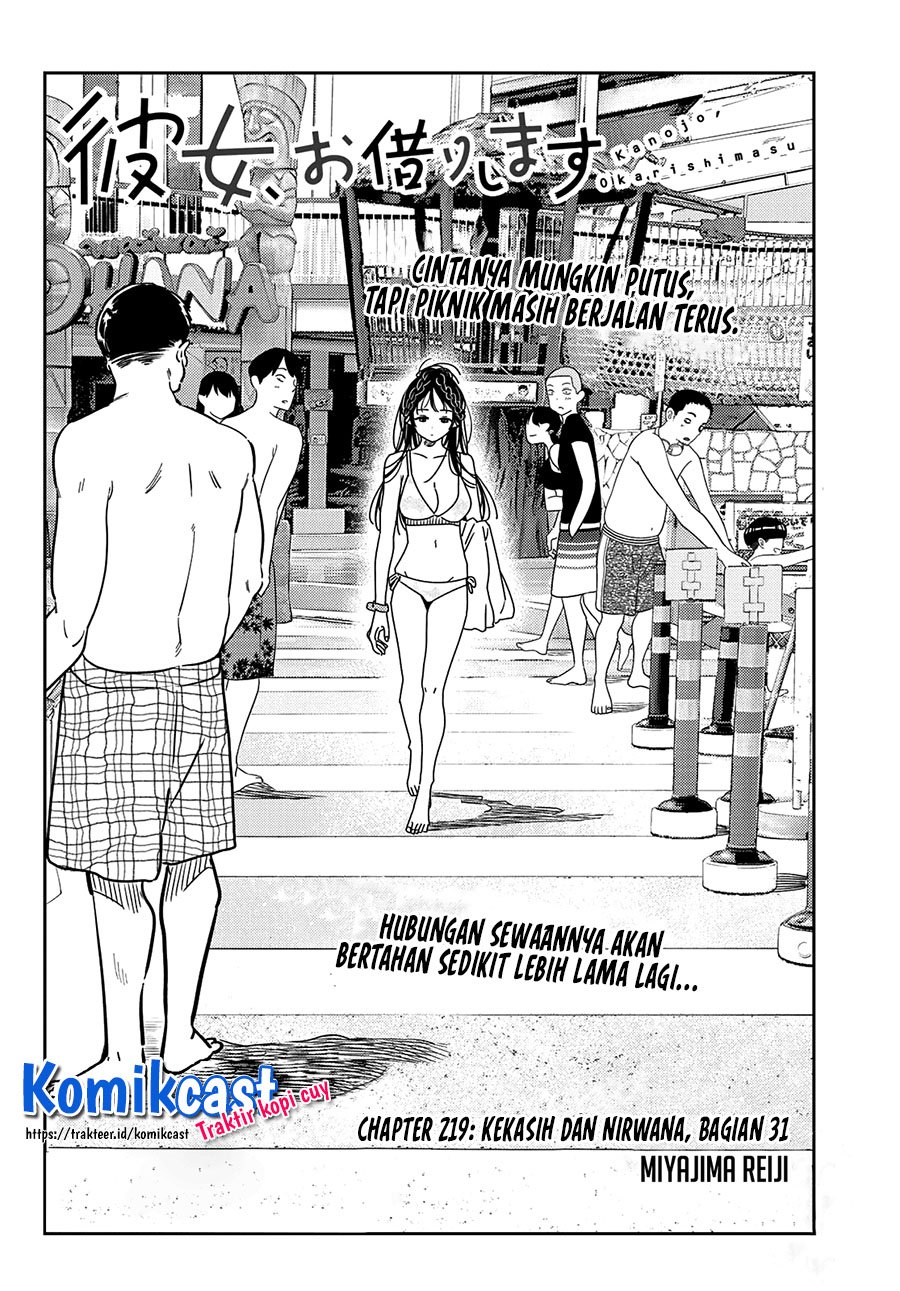 彼女、お借りします
Kanojo,
Okarishimasu
OHANA
CINTANYA MUNGKIN PUTUS,
TAPI PIKNIK MASIH BERJALAN TERUS.
HUBUNGAN SEWAANNYA AKAN
BERTAHAN SEDIKIT LEBIH LAMA LAGI...
Komikcast
https://trakteer.id/komikcast
Traktir kopi cuy
CHAPTER 219: KEKASIH DAN NIRWANA, BAGIAN 31
MIYAJIMA REIJI